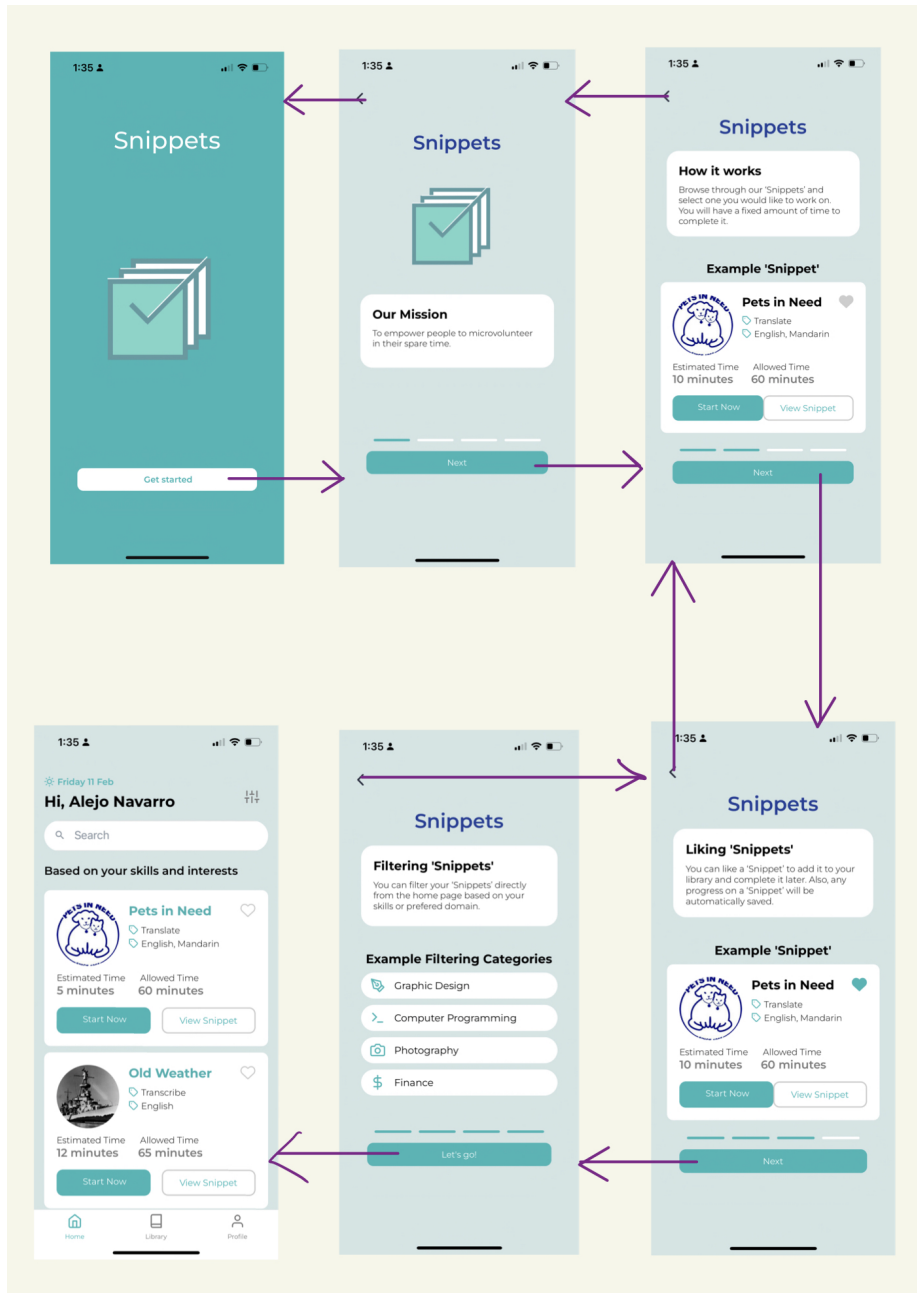 1:35
Snippets
Get started
1:35
Snippets
Our Mission
To empower people to microvolunteer
in their spare time.
Next
1:35
Snippets
How it works
Browse through our 'Snippets' and
select one you would like to work on.
You will have a fixed amount of time to
complete it.
Example 'Snippet'
PETS IN NEED
Pets in Need
Translate
English, Mandarin
Estimated Time Allowed Time
10 minutes 60 minutes
Start Now View Snippet
Next
1:35
Friday 11 Feb
Hi, Alejo Navarro
Search
Based on your skills and interests
PETS IN NEED
Pets in Need
Translate
English, Mandarin
Estimated Time Allowed Time
5 minutes 60 minutes
Start Now View Snippet
Old Weather
Transcribe
English
Estimated Time Allowed Time
12 minutes 65 minutes
Start Now View Snippet
Home Library Profile
1:35
Snippets
Filtering 'Snippets'
You can filter your 'Snippets' directly
from the home page based on your
skills or prefered domain.
Example Filtering Categories
Graphic Design
Computer Programming
Photography
$ Finance
Let's go!
1:35
Snippets
Liking 'Snippets'
You can like a 'Snippet' to add it to your
library and complete it later. Also, any
progress on a 'Snippet' will be
automatically saved.
Example 'Snippet'
PETS IN NEED
Pets in Need
Translate
English, Mandarin
Estimated Time Allowed Time
10 minutes 60 minutes
Start Now View Snippet
Next